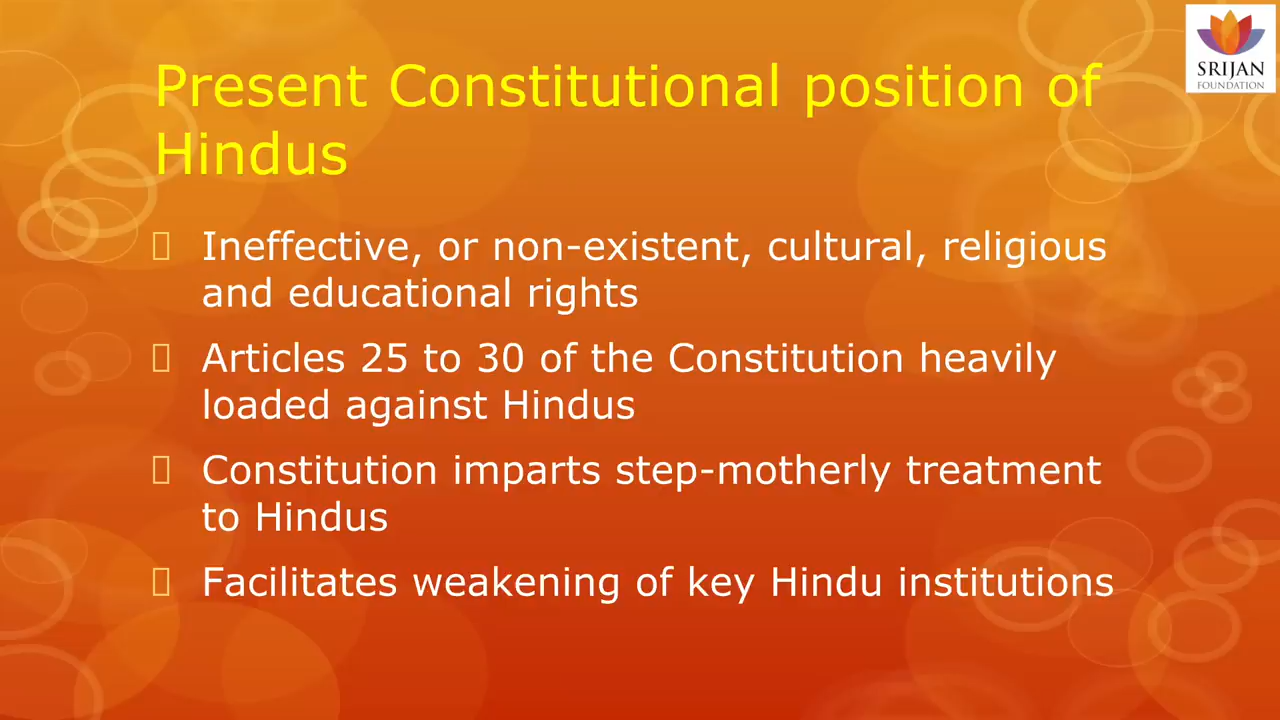 SRIJAN
FOUNDATION
Present Constitutional position of
Hindus
Ineffective, or non-existent, cultural, religious
and educational rights
Articles 25 to 30 of the Constitution heavily
loaded against Hindus
Constitution imparts step-motherly treatment
to Hindus
Facilitates weakening of key Hindu institutions